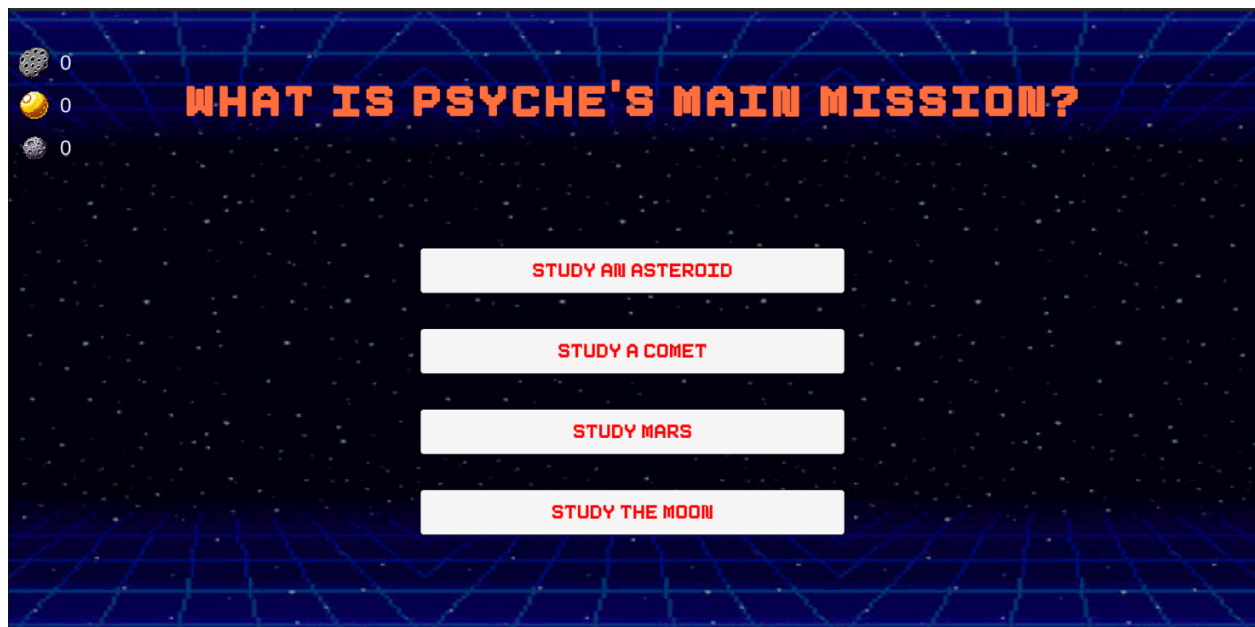 0
0
WHAT IS PSYCHE'S MAIN MISSION?
0
STUDY AN ASTEROID
STUDY A COMET
STUDY MARS
STUDY THE MOON